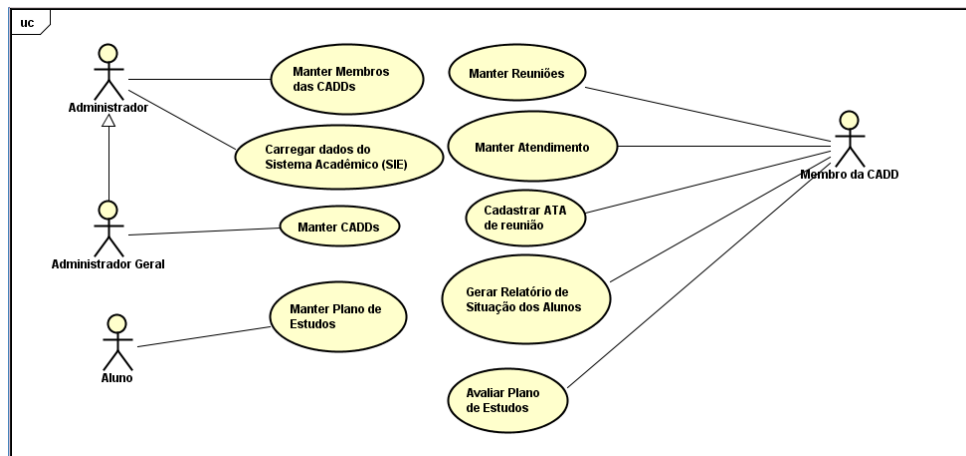 uc
Administrador
Manter Membros
das CADDs
Carregar dados do
Sistema Acadêmico (SIE)
Administrador Geral
Manter CADDs
Aluno
Manter Plano de
Estudos
Manter Reuniões
Manter Atendimento
Cadastrar ATA
de reunião
Gerar Relatório de
Situação dos Alunos
Avaliar Plano
de Estudos
Membro da CADD